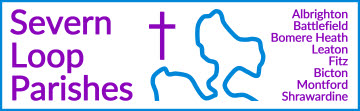 Severn
Loop
Parishes
Albrighton
Battlefield
Bomere Heath
Leaton
Fitz
Bicton
Montford
Shrawardine